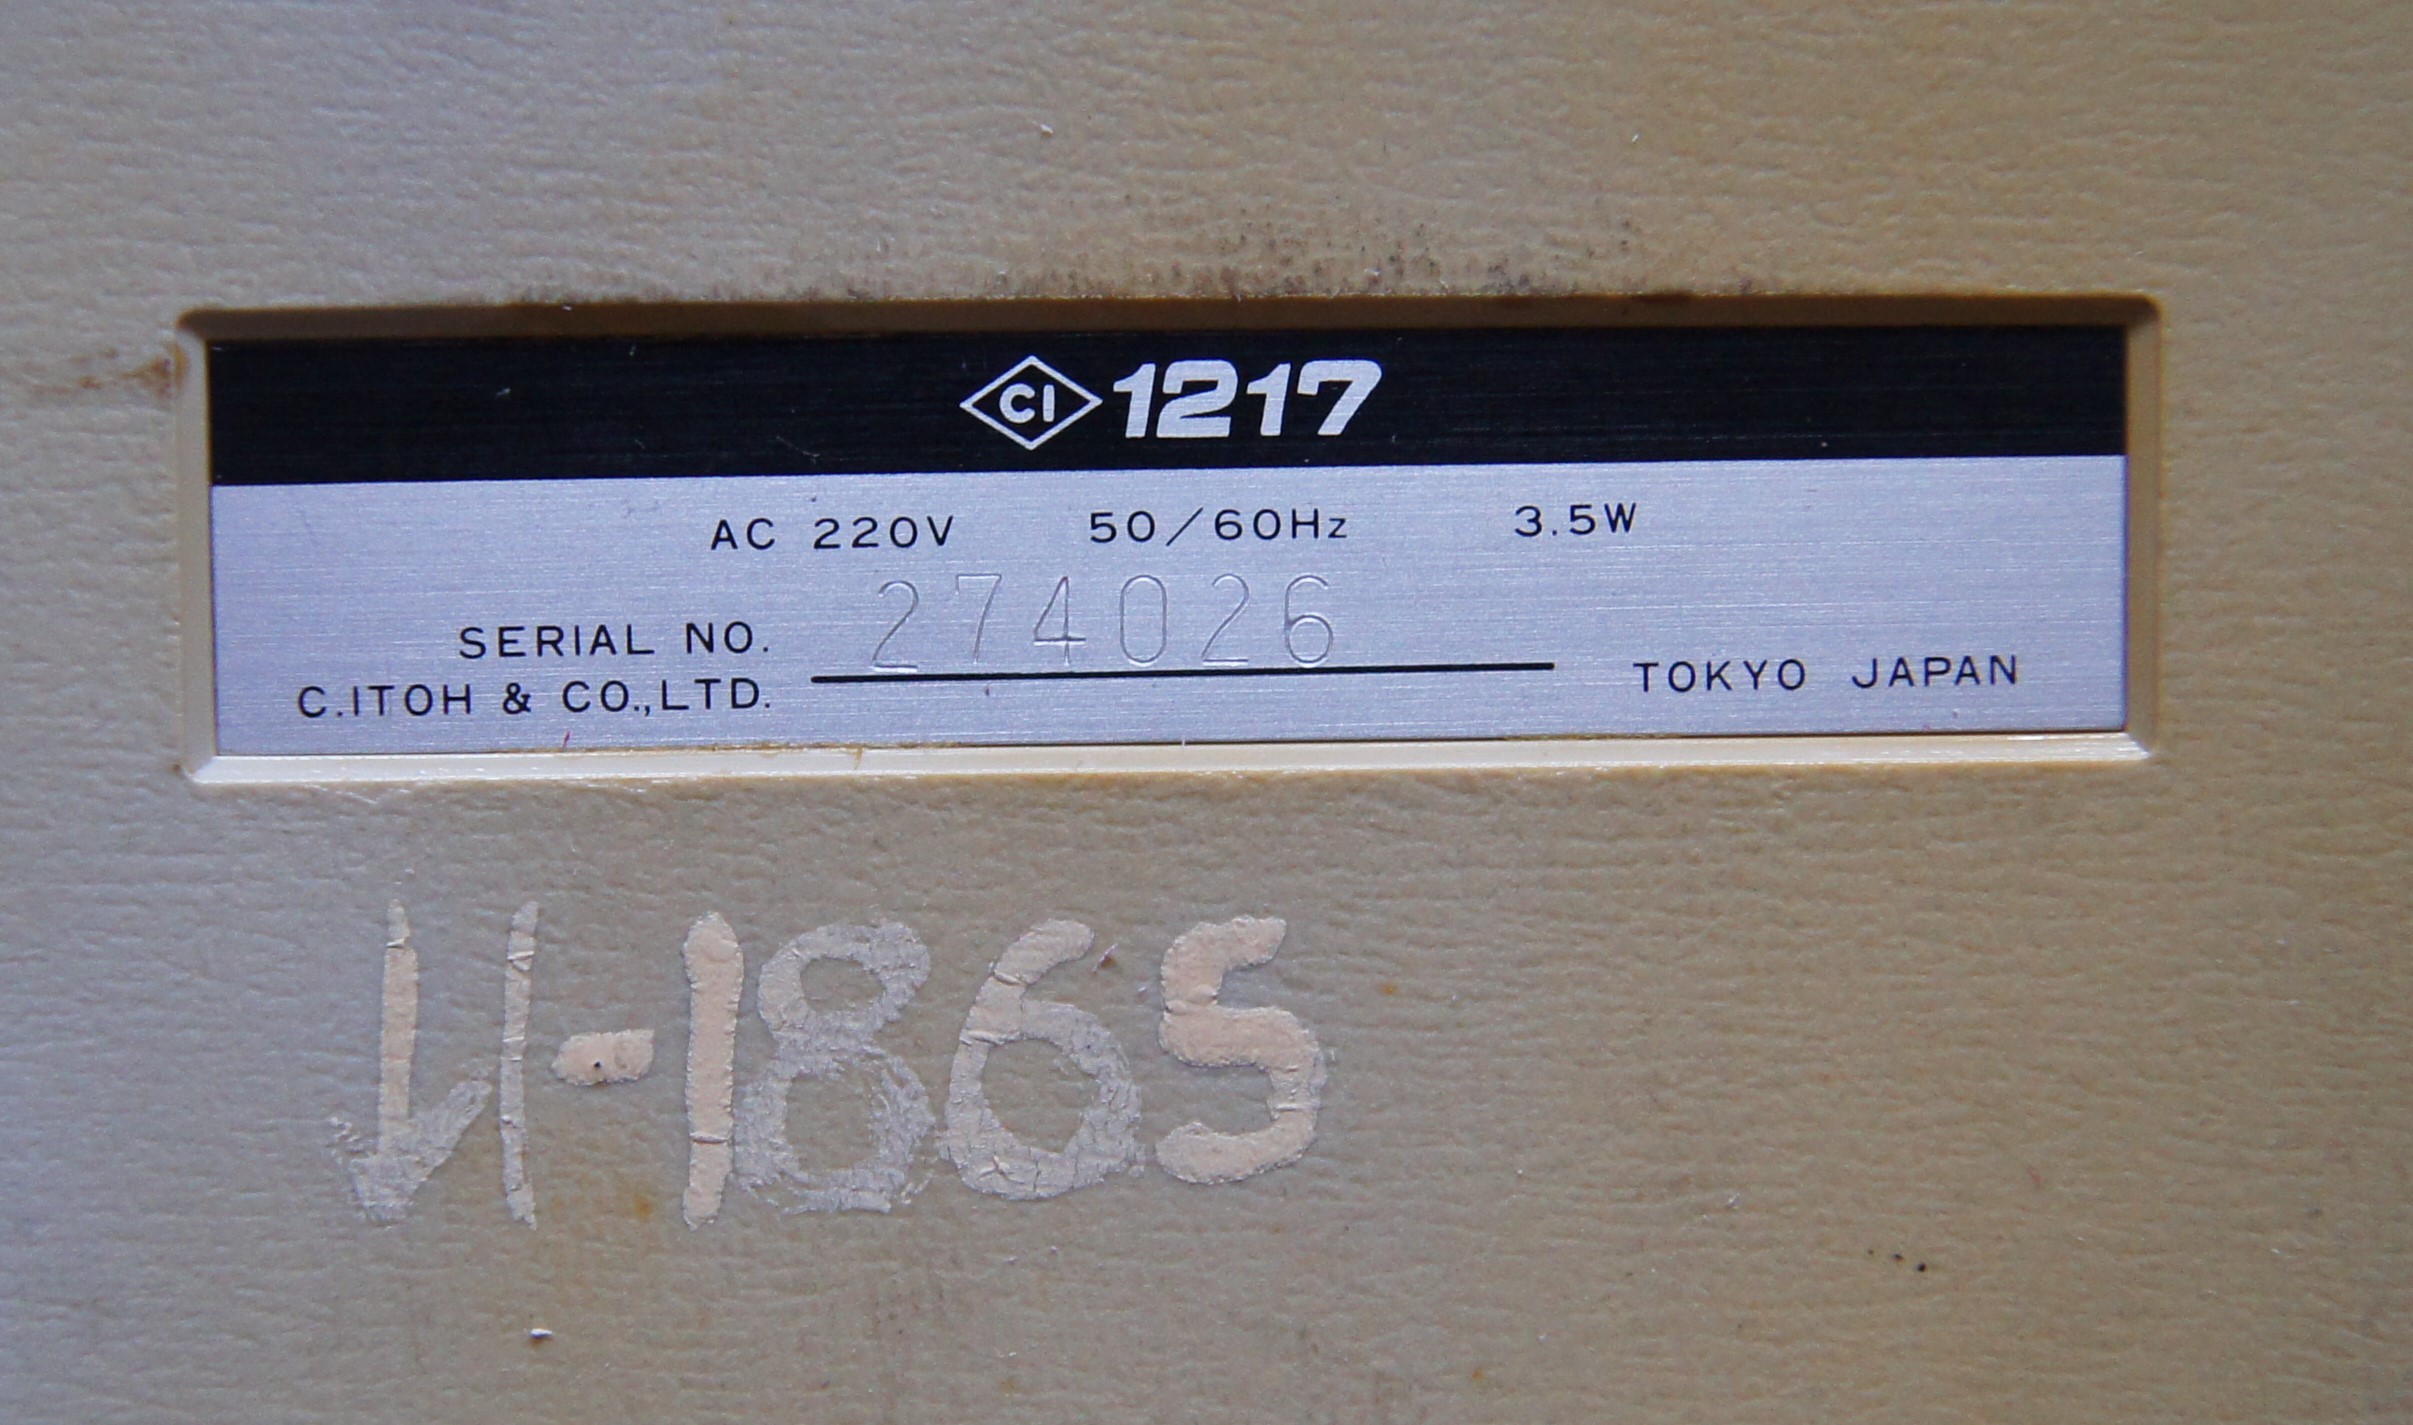 CI 1217
AC 220V 50/60Hz 3.5W
SERIAL NO. 274026
C.ITOH & CO.,LTD. TOKYO JAPAN
И-1865